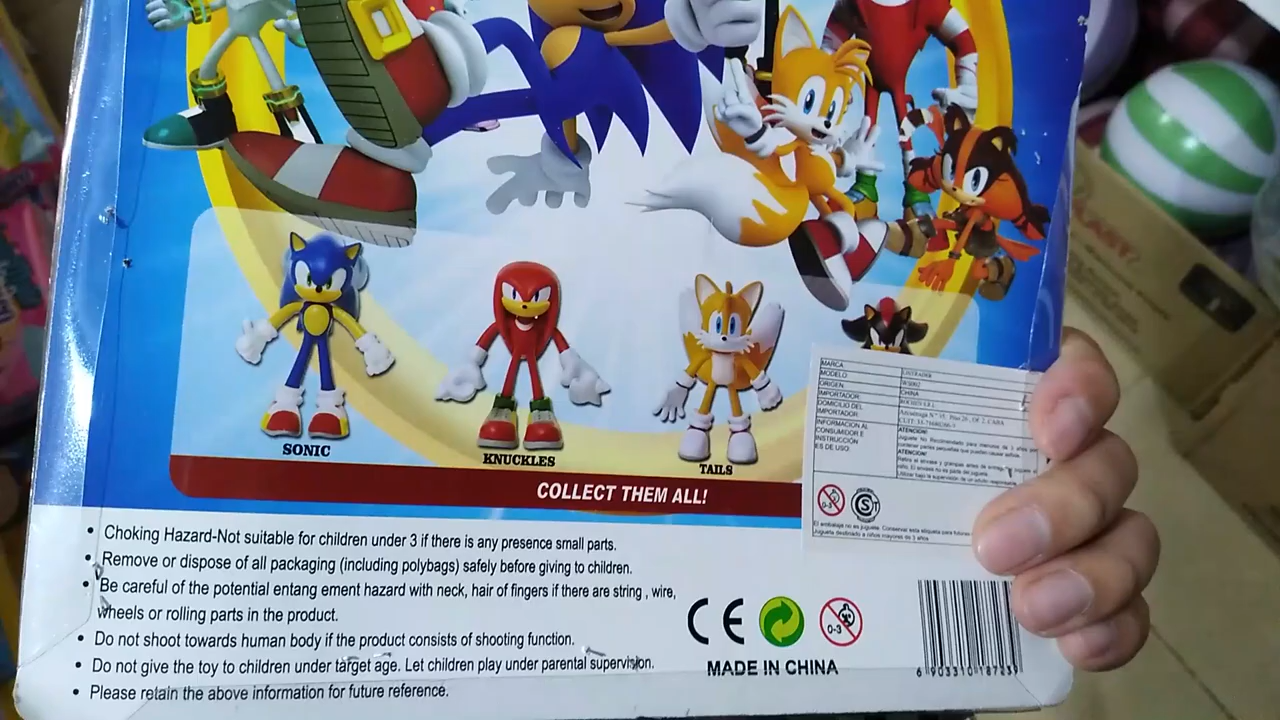 SONIC
KNUCKLES
TAILS
COLLECT THEM ALL!
MARCA
MODELO
ORIGEN
CHINA
IMPORTADOR
DOMICILIO DEL
IMPORTADOR
INFORMACION AL
CONSUMIDOR E
INSTRUCCION
ES DE USO:
ATENCION!
ATENCION!
0-3
S
• Choking Hazard-Not suitable for children under 3 if there is any presence small parts.
• Remove or dispose of all packaging (including polybags) safely before giving to children.
• Be careful of the potential entang ement hazard with neck, hair of fingers if there are string , wire,
wheels or rolling parts in the product.
• Do not shoot towards human body if the product consists of shooting function.
• Do not give the toy to children under target age. Let children play under parental supervision.
• Please retain the above information for future reference.
CE
0-3
MADE IN CHINA